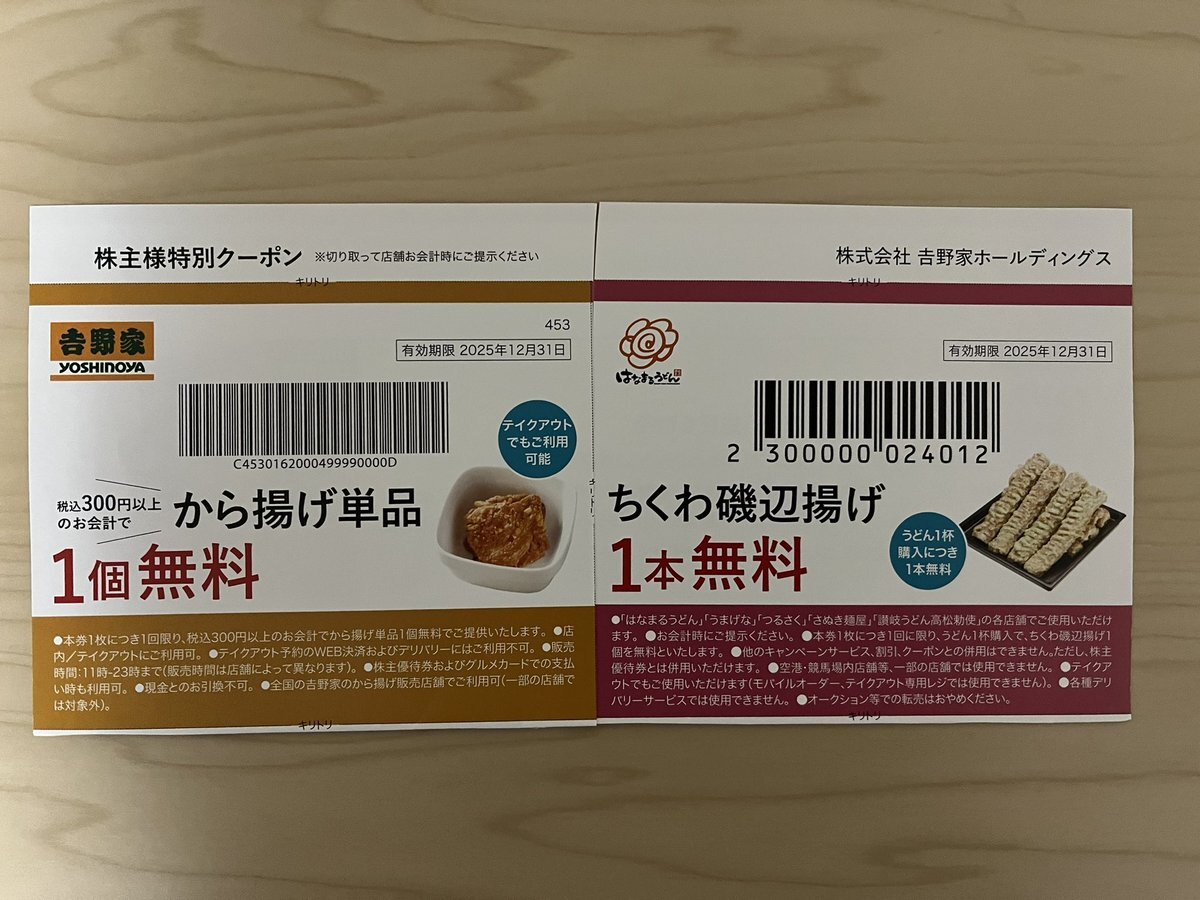 株主様特別クーポン ※切り取って店舗お会計時にご提示ください
キリトリ
吉野家
YOSHINOYA
453
有効期限 2025年12月31日
C4530162000499990000D
テイクアウト
でもご利用
可能
税込300円以上
のお会計で
から揚げ単品
1個無料
●本券1枚につき1回限り、税込300円以上のお会計でから揚げ単品1個無料でご提供いたします。●店
内/テイクアウトにご利用可。●テイクアウト予約のWEB決済およびデリバリーにはご利用不可。●販売
時間:11時-23時まで(販売時間は店舗によって異なります)。●株主優待券およびグルメカードでの支払
い時も利用可。●現金とのお引換不可。●全国の吉野家のから揚げ販売店舗でご利用可(一部の店舗で
は対象外)。
キリトリ
キリトリ
株式会社 吉野家ホールディングス
キリトリ
はなまるうどん
有効期限 2025年12月31日
2 300000 024012
ちくわ磯辺揚げ
1本無料
うどん1杯
購入につき
1本無料
●「はなまるうどん」「うまげな」「つるさく」「さぬき麺屋」「讃岐うどん高松勅使」の各店舗でご使用いただけ
ます。●お会計時にご提示ください。●本券1枚につき1回に限り、うどん1杯購入で、ちくわ磯辺揚げ1
個を無料といたします。●他のキャンペーンサービス、割引、クーポンとの併用はできません。ただし、株主
優待券とは併用いただけます。●空港・競馬場内店舗等、一部の店舗では使用できません。●テイクア
ウトでもご使用いただけます(モバイルオーダー、テイクアウト専用レジでは使用できません)。●各種デリ
バリーサービスでは使用できません。●オークション等での転売はおやめください。
キリトリ